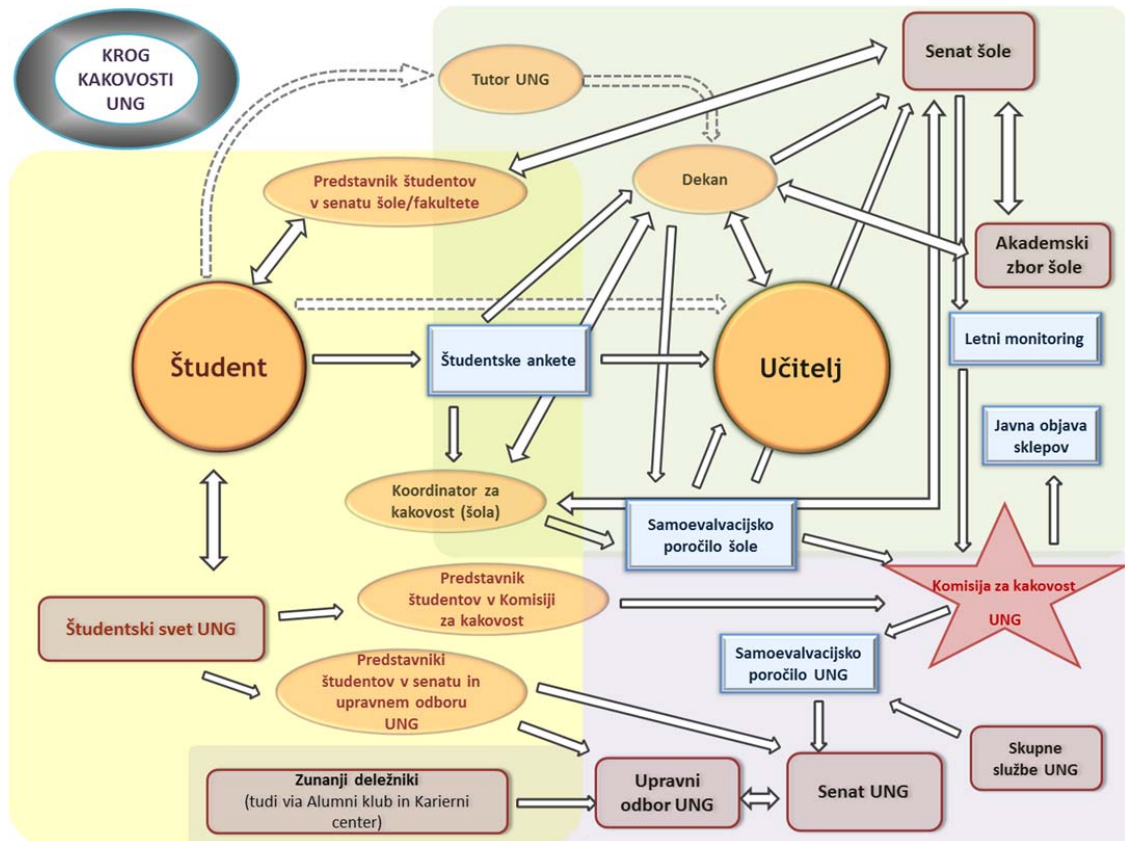 KROG
KAKOVOSTI
UNG
Tutor UNG
Senat šole
Predstavnik študentov
v senatu šole/fakultete
Dekan
Akademski
zbor šole
Študent
Študentske ankete
Učitelj
Letni monitoring
Javna objava
sklepov
Koordinator za
kakovost (šola)
Samoevalvacijsko
poročilo šole
Predstavnik
študentov v Komisiji
za kakovost
Komisija za kakovost
UNG
Študentski svet UNG
Samoevalvacijsko
poročilo UNG
Predstavniki
študentov v senatu in
upravnem odboru
UNG
Skupne
službe UNG
Zunanji deležniki
(tudi via Alumni klub in Karierni
center)
Upravni
odbor UNG
Senat UNG